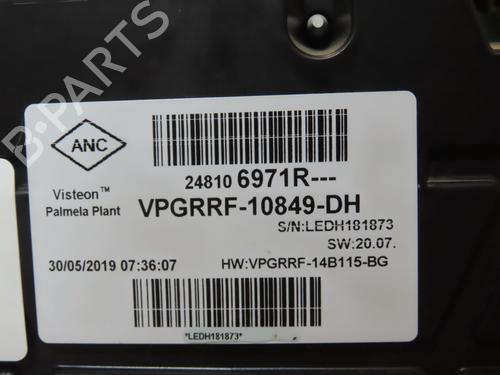 B-PARTS
ANC
24810 6971R---
Visteon™
Palmela Plant
VPGRRF-10849-DH
S/N:LEDH181873
SW:20.07.
30/05/2019 07:36:07
HW:VPGRRF-14B115-BG
*LEDH181873*